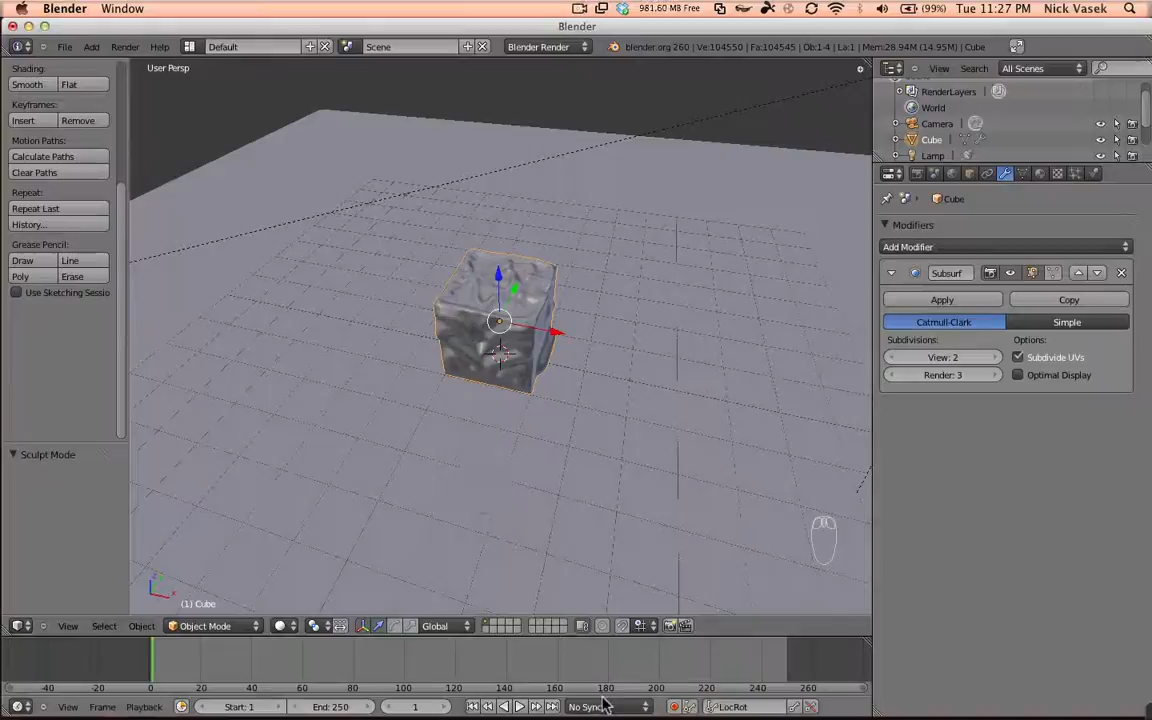 Blender Window 981.60 MB Free (99%) Tue 11:27 PM Nick Vasek
Blender
File Add Render Help Default Scene Blender Render blender.org 260 | Ve:104550 | Fa:104545 | Ob:1-4 | La:1 | Mem:28.94M (14.95M) | Cube
Shading:
Smooth Flat
Keyframes:
Insert Remove
Motion Paths:
Calculate Paths
Clear Paths
Repeat:
Repeat Last
History...
Grease Pencil:
Draw Line
Poly Erase
Use Sketching Sessio
Sculpt Mode
User Persp
(1) Cube
View Select Object Object Mode Global
-40 -20 0 20 40 60 80 100 120 140 160 180 200 220 240 260
View Frame Playback Start: 1 End: 250 1 No Sync LocRot
View Search All Scenes
RenderLayers
World
Camera
Cube
Lamp
Cube
Modifiers
Add Modifier
Subsurf
Apply Copy
Catmull-Clark Simple
Subdivisions: Options:
View: 2 Subdivide UVs
Render: 3 Optimal Display